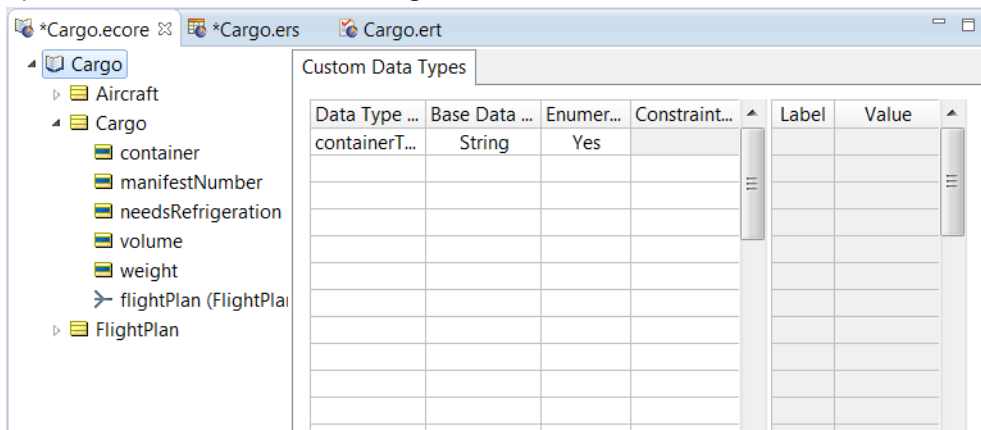 *Cargo.ecore *Cargo.ers Cargo.ert
Cargo
Aircraft
Cargo
container
manifestNumber
needsRefrigeration
volume
weight
flightPlan (FlightPla
FlightPlan
Custom Data Types
Data Type ... Base Data ... Enumer... Constraint... Label Value
containerT... String Yes